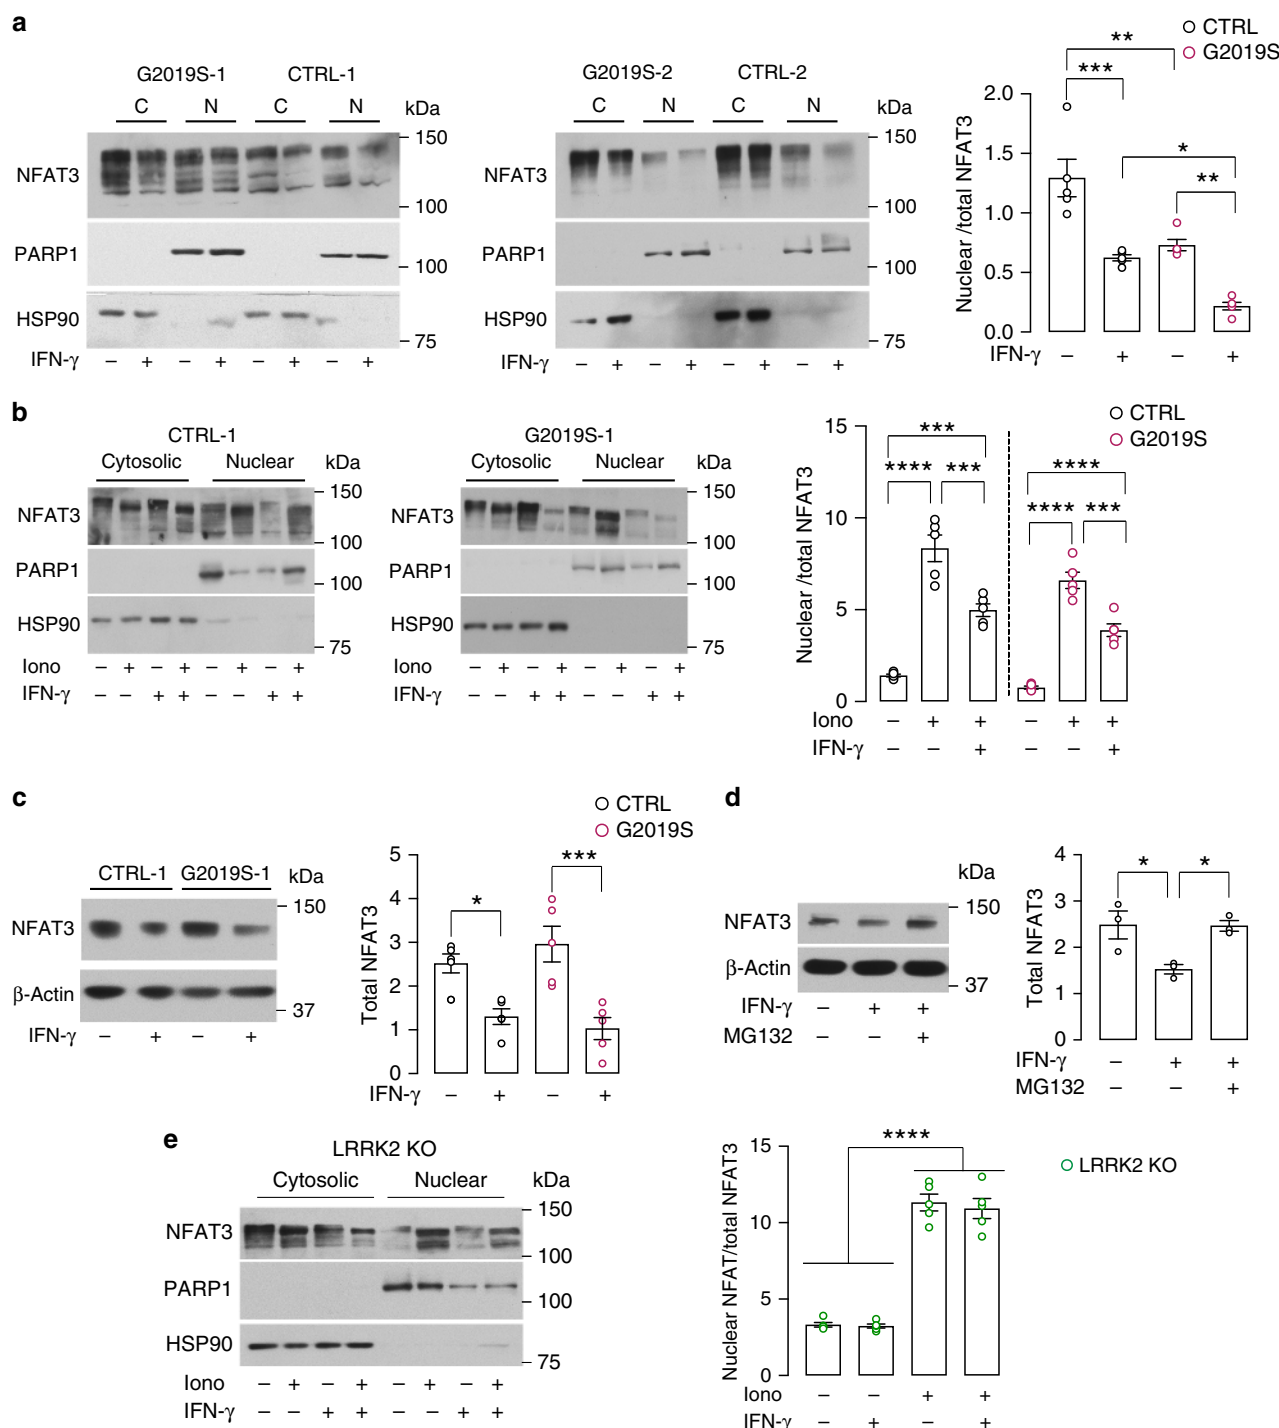 a
CTRL
G2019S
G2019S-1 CTRL-1
C N C N kDa
NFAT3
150
100
PARP1
100
HSP90
75
IFN-γ − + − + − + − +
G2019S-2 CTRL-2
C N C N kDa
NFAT3
150
100
PARP1
100
HSP90
75
IFN-γ − + − + − + − +
** 
***
*
**
Nuclear /total NFAT3
2.0
1.5
1.0
0.5
0.0
IFN-γ − + − +
b
CTRL-1
Cytosolic Nuclear kDa
NFAT3
150
100
PARP1
100
HSP90
75
Iono − + − + − + − +
IFN-γ − − + + − − + +
G2019S-1
Cytosolic Nuclear kDa
NFAT3
150
100
PARP1
100
HSP90
75
Iono − + − + − + − +
IFN-γ − − + + − − + +
CTRL
G2019S
***
**** ***
****
**** ***
Nuclear /total NFAT3
15
10
5
0
Iono − + + − + +
IFN-γ − − + − − +
c
CTRL
G2019S
CTRL-1 G2019S-1 kDa
NFAT3
150
β-Actin
37
IFN-γ − + − +
*
***
Total NFAT3
5
4
3
2
1
0
IFN-γ − + − +
d
kDa
NFAT3
150
β-Actin
37
IFN-γ − + +
MG132 − − +
* *
Total NFAT3
4
3
2
1
0
IFN-γ − + +
MG132 − − +
e
LRRK2 KO
Cytosolic Nuclear kDa
NFAT3
150
100
PARP1
100
HSP90
75
Iono − + − + − + − +
IFN-γ − − + + − − + +
****
LRRK2 KO
Nuclear NFAT/total NFAT3
15
10
5
0
Iono − − + +
IFN-γ − + − +